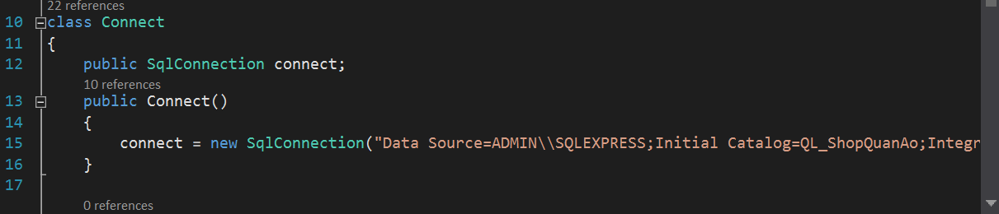 22 references
10 class Connect
11 {
12 public SqlConnection connect;
10 references
13 public Connect()
14 {
15 connect = new SqlConnection("Data Source=ADMIN\\SQLEXPRESS;Initial Catalog=QL_ShopQuanAo;Integr
16 }
17
0 references